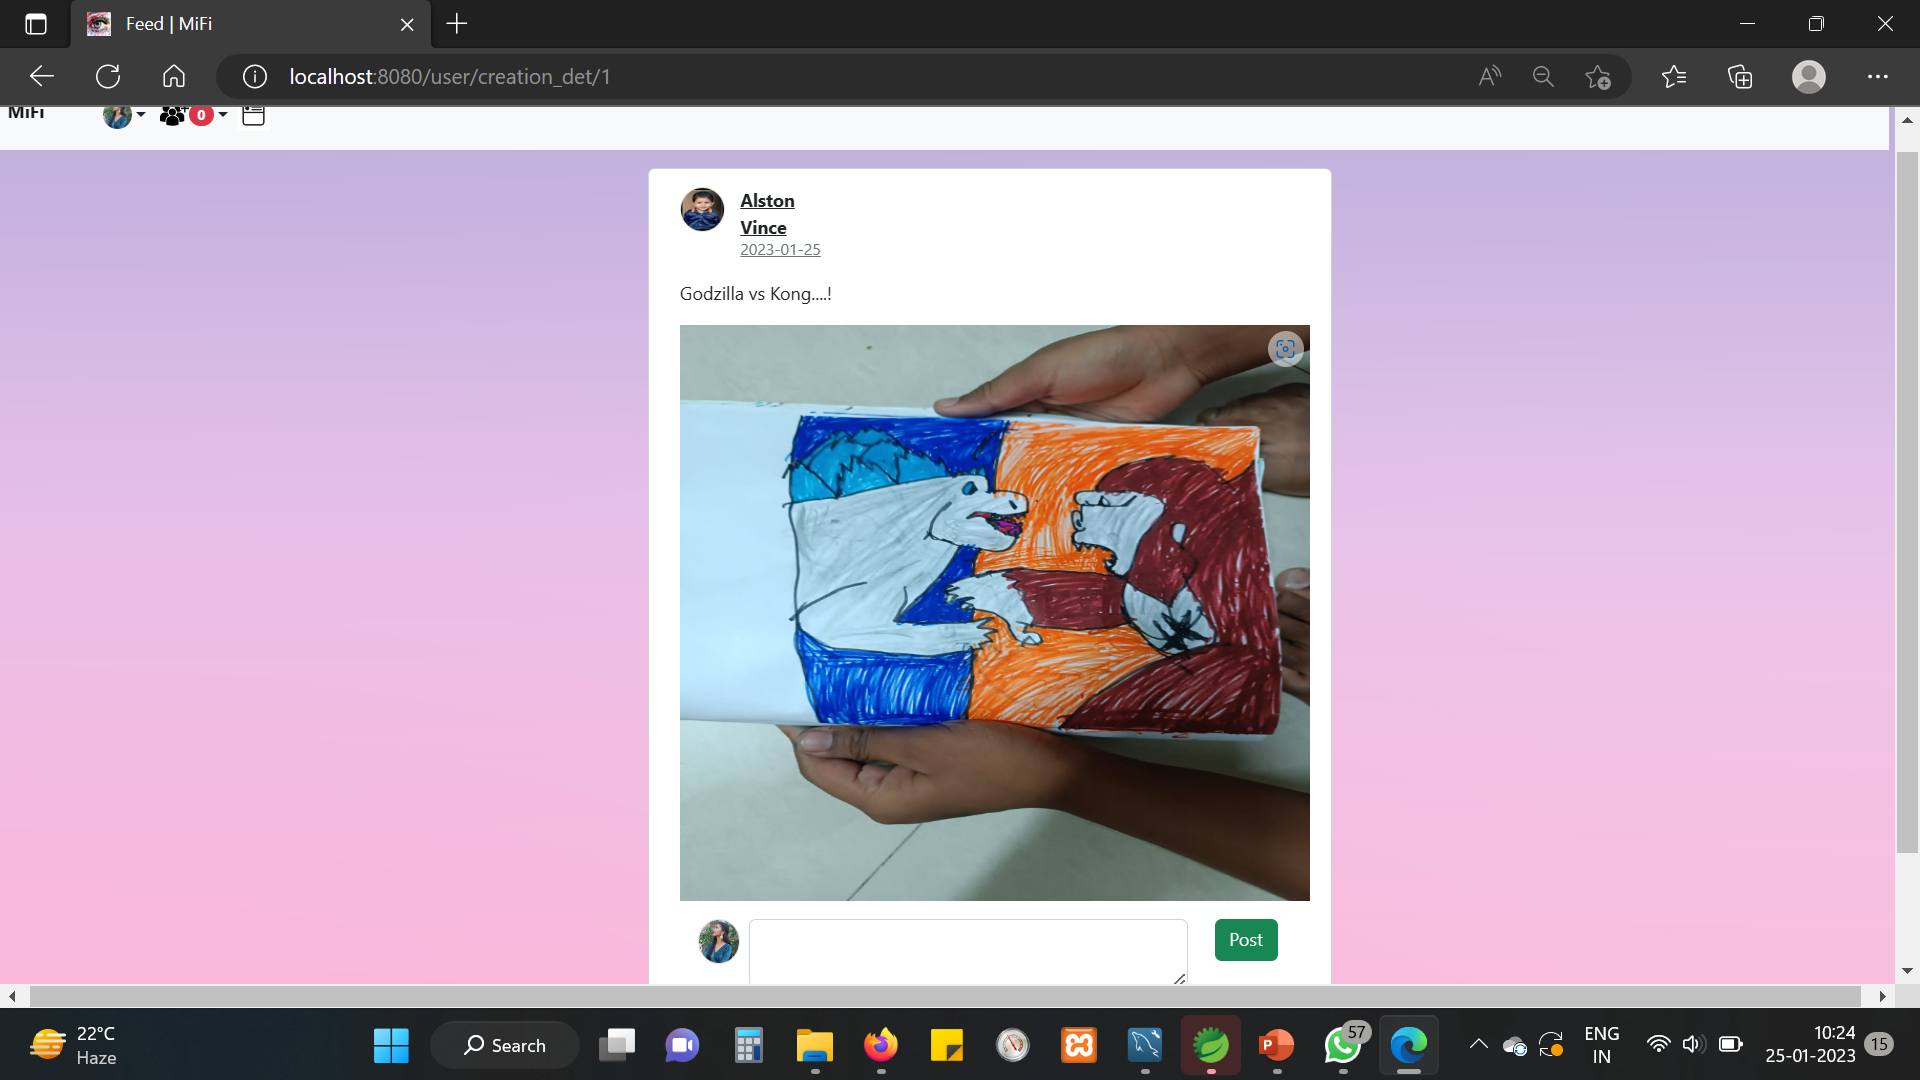 Feed | MiFi
localhost:8080/user/creation_det/1
MiFi
0
Alston
Vince
2023-01-25
Godzilla vs Kong....!
Post
22°C
Haze
Search
P
57
ENG
IN
10:24
25-01-2023
15